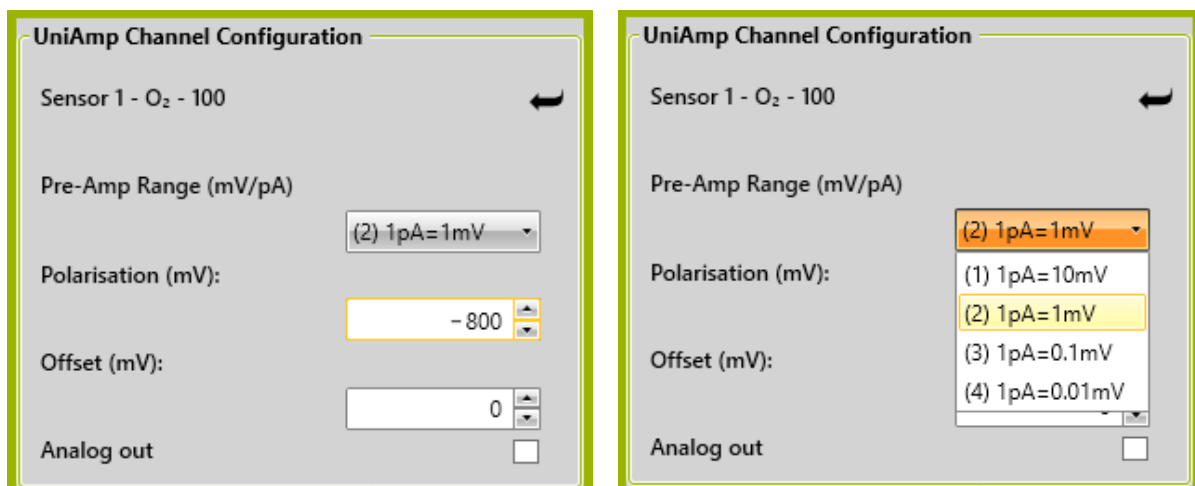 UniAmp Channel Configuration
Sensor 1 - O₂ - 100
Pre-Amp Range (mV/pA)
(2) 1pA=1mV
Polarisation (mV):
-800
Offset (mV):
0
Analog out
UniAmp Channel Configuration
Sensor 1 - O₂ - 100
Pre-Amp Range (mV/pA)
(2) 1pA=1mV
(1) 1pA=10mV
Polarisation (mV):
(2) 1pA=1mV
(3) 1pA=0.1mV
Offset (mV):
(4) 1pA=0.01mV
Analog out